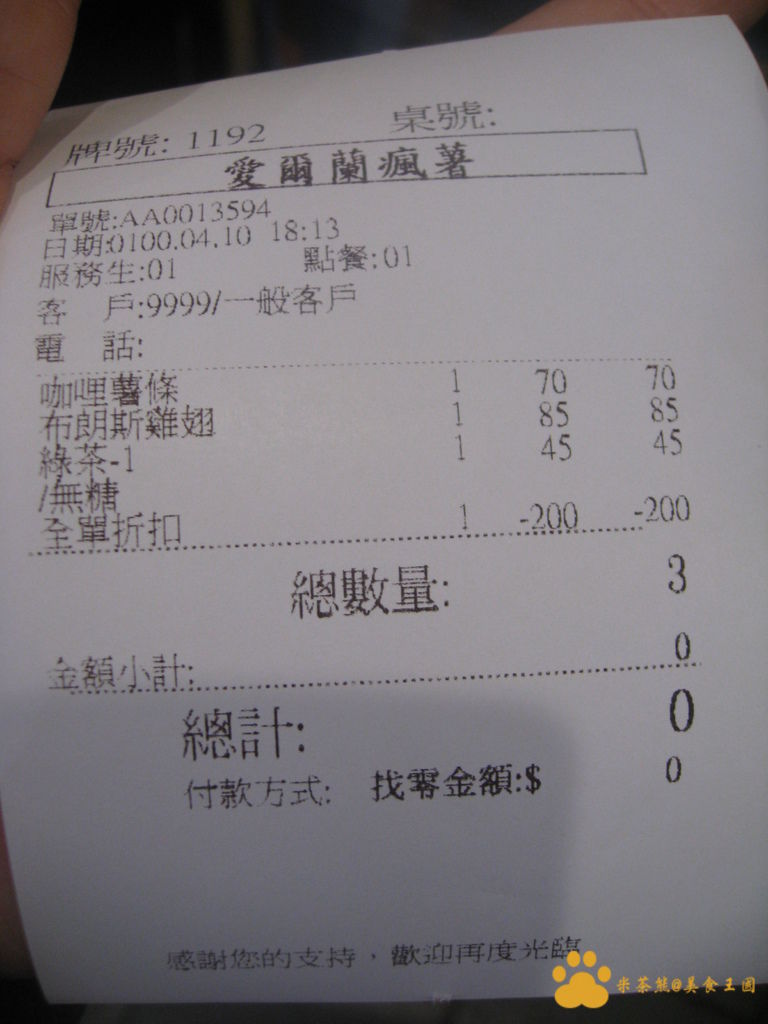 牌號: 1192 桌號:
愛爾蘭瘋薯
單號:AA0013594
日期:0100.04.10 18:13
服務生:01 點餐:01
客 戶:9999/一般客戶
電 話:
咖哩薯條 1 70 70
布朗斯雞翅 1 85 85
綠茶-1 1 45 45
/無糖
全單折扣 1 -200 -200
總數量: 3
金額小計: 0
總計: 0
付款方式: 找零金額:$ 0
感謝您的支持，歡迎再度光臨
米茶熊@美食王國